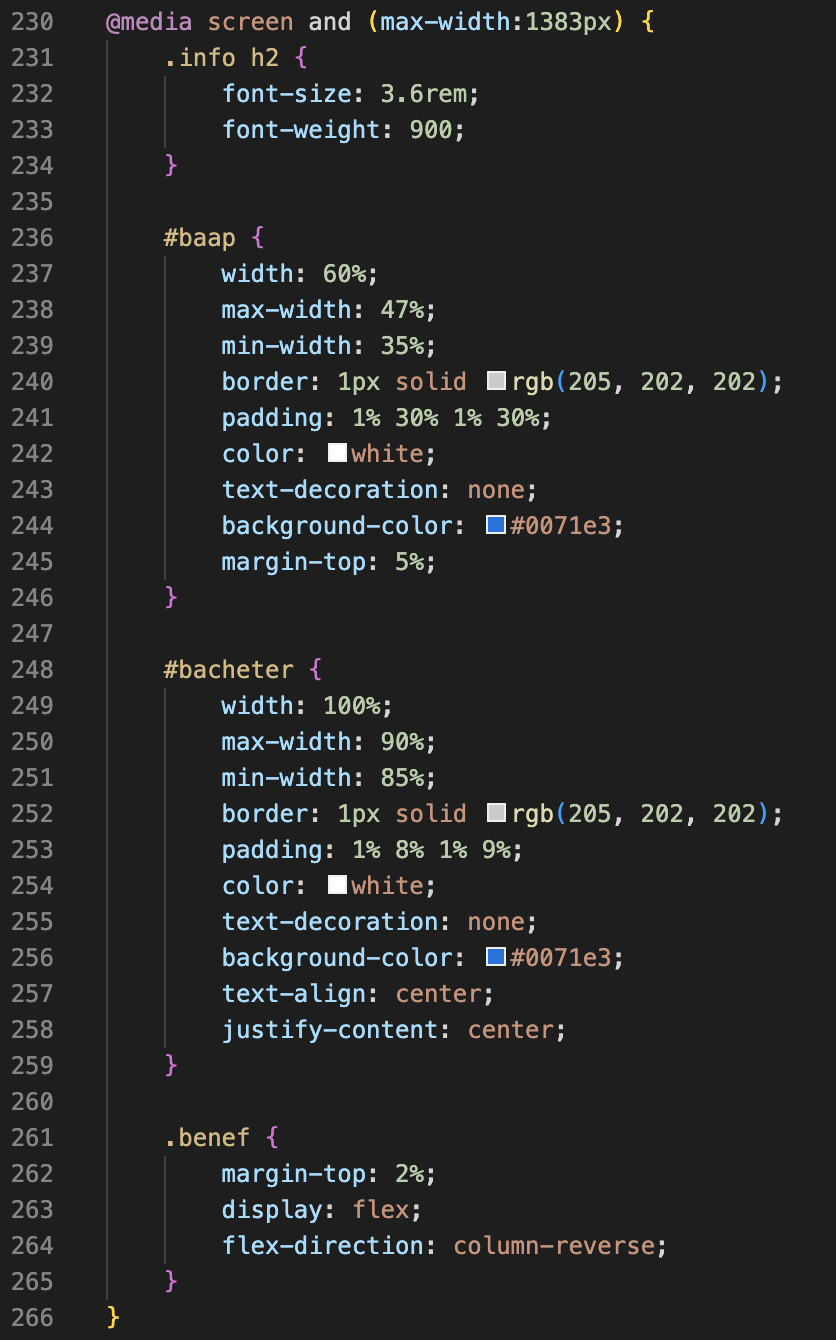 230 @media screen and (max-width:1383px) {
231 .info h2 {
232 font-size: 3.6rem;
233 font-weight: 900;
234 }
235
236 #baap {
237 width: 60%;
238 max-width: 47%;
239 min-width: 35%;
240 border: 1px solid rgb(205, 202, 202);
241 padding: 1% 30% 1% 30%;
242 color: white;
243 text-decoration: none;
244 background-color: #0071e3;
245 margin-top: 5%;
246 }
247
248 #bacheter {
249 width: 100%;
250 max-width: 90%;
251 min-width: 85%;
252 border: 1px solid rgb(205, 202, 202);
253 padding: 1% 8% 1% 9%;
254 color: white;
255 text-decoration: none;
256 background-color: #0071e3;
257 text-align: center;
258 justify-content: center;
259 }
260
261 .benef {
262 margin-top: 2%;
263 display: flex;
264 flex-direction: column-reverse;
265 }
266 }